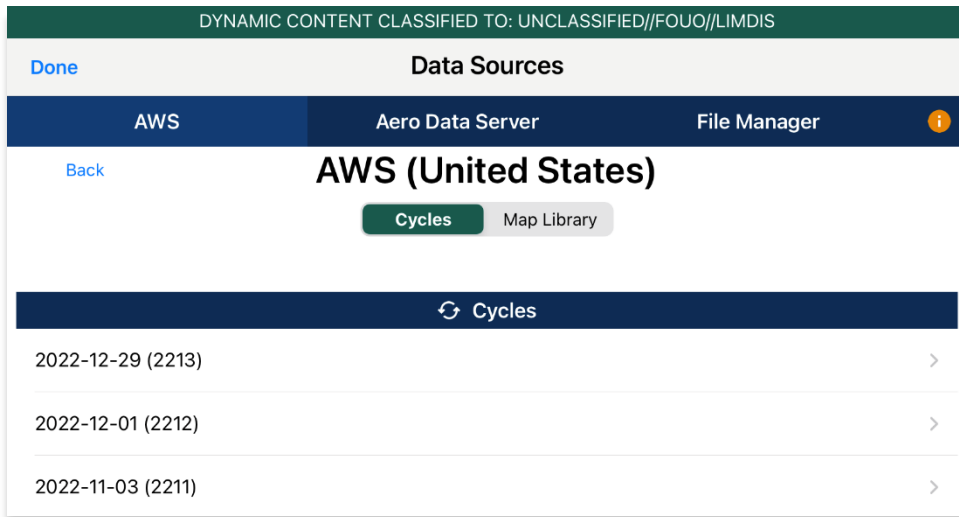 DYNAMIC CONTENT CLASSIFIED TO: UNCLASSIFIED//FOUO//LIMDIS
Done Data Sources
AWS Aero Data Server File Manager
Back AWS (United States)
Cycles Map Library
Cycles
2022-12-29 (2213)
2022-12-01 (2212)
2022-11-03 (2211)